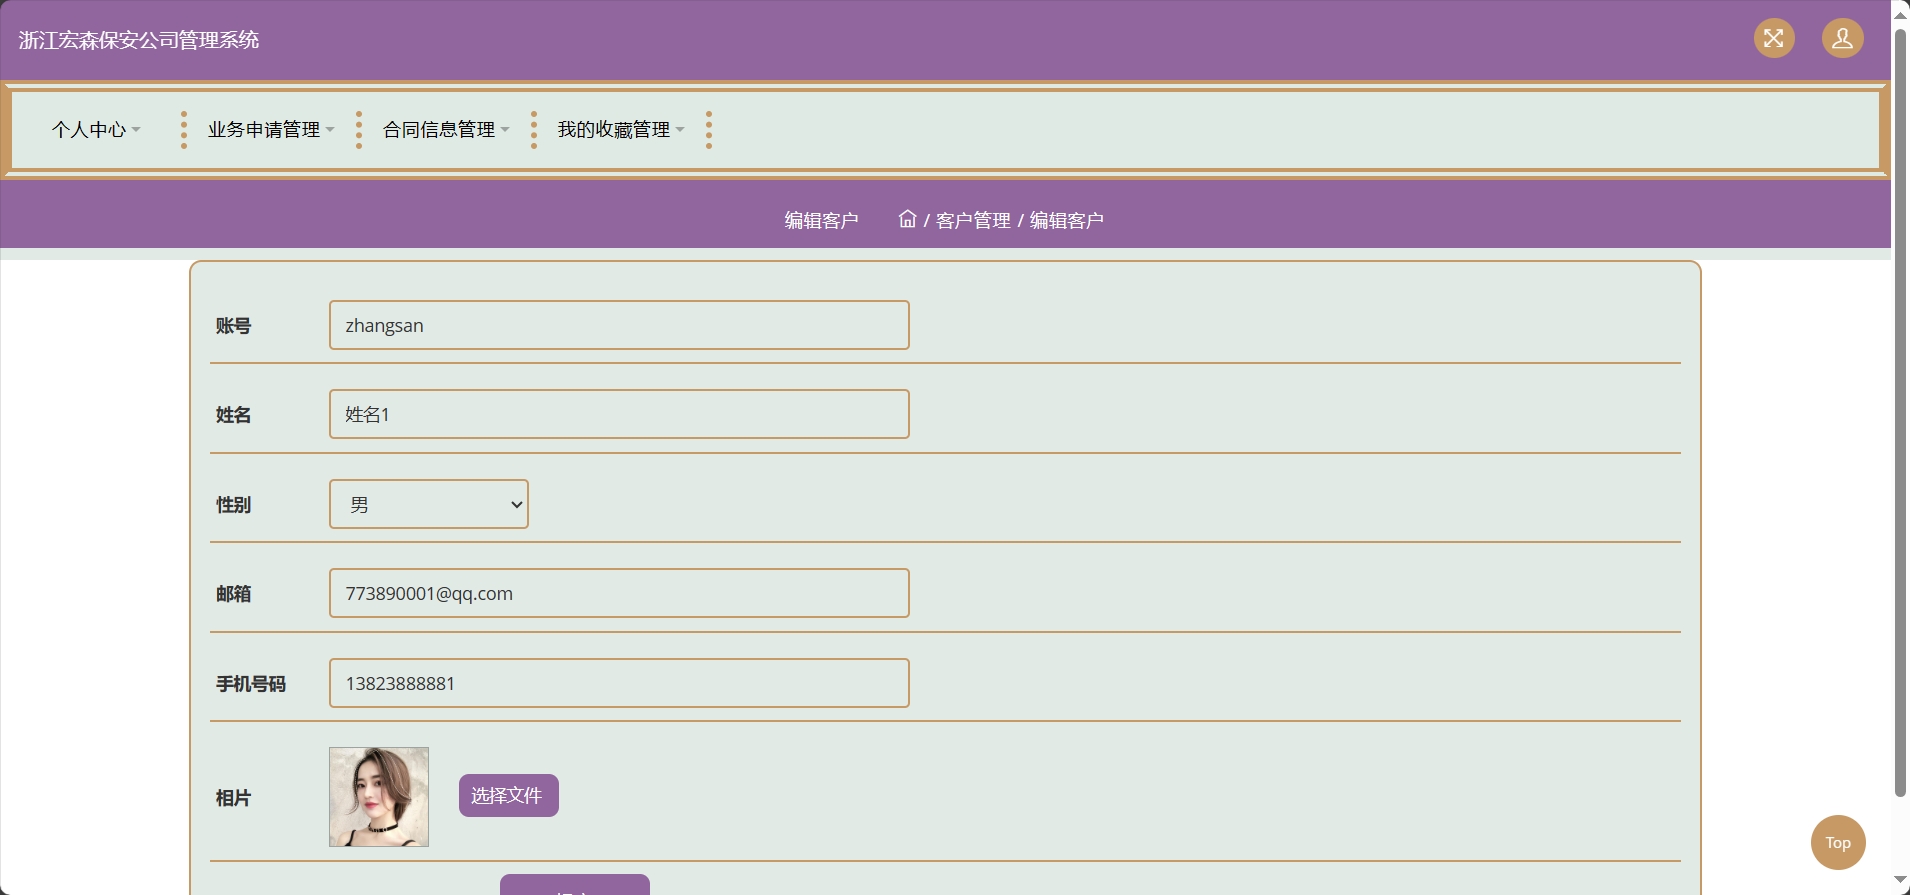 浙江宏森保安公司管理系统
个人中心 业务申请管理 合同信息管理 我的收藏管理
编辑客户 / 客户管理 / 编辑客户
账号 zhangsan
姓名 姓名1
性别 男
邮箱 773890001@qq.com
手机号码 13823888881
相片 选择文件
Top